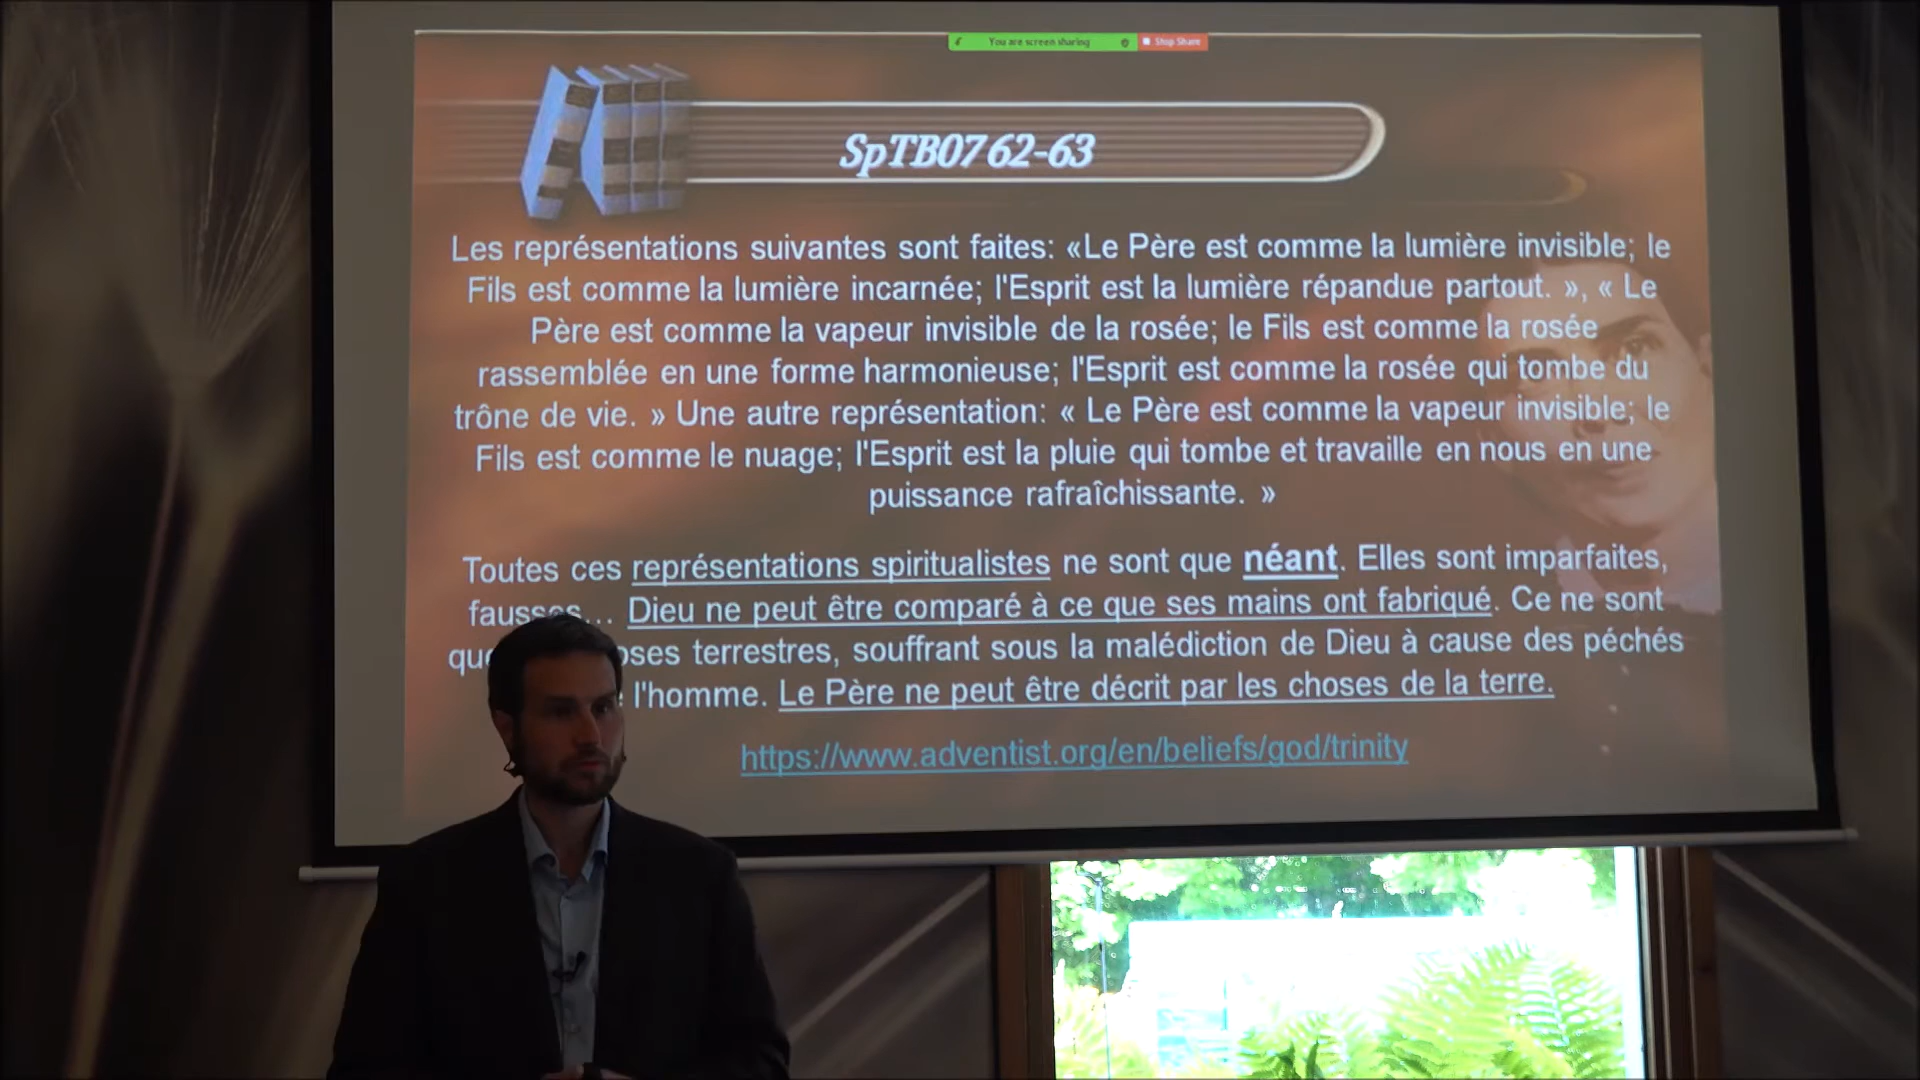 You are screen sharing Stop Share
SpTB07 62-63
Les représentations suivantes sont faites: «Le Père est comme la lumière invisible; le
Fils est comme la lumière incarnée; l'Esprit est la lumière répandue partout. », « Le
Père est comme la vapeur invisible de la rosée; le Fils est comme la rosée
rassemblée en une forme harmonieuse; l'Esprit est comme la rosée qui tombe du
trône de vie. » Une autre représentation: « Le Père est comme la vapeur invisible; le
Fils est comme le nuage; l'Esprit est la pluie qui tombe et travaille en nous en une
puissance rafraîchissante. »
Toutes ces représentations spiritualistes ne sont que néant. Elles sont imparfaites,
fausses... Dieu ne peut être comparé à ce que ses mains ont fabriqué. Ce ne sont
terrestres, souffrant sous la malédiction de Dieu à cause des péchés
l'homme. Le Père ne peut être décrit par les choses de la terre.
https://www.adventist.org/en/beliefs/god/trinity